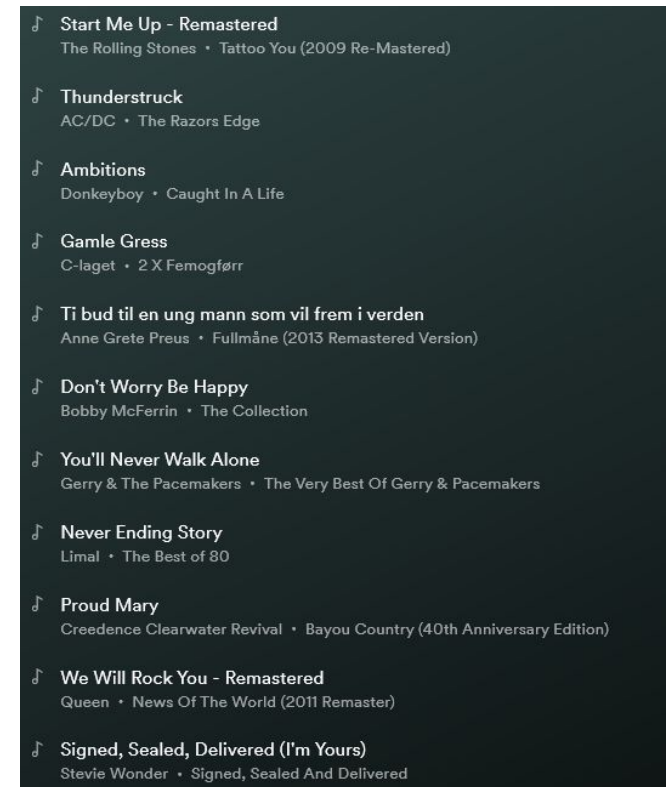 Start Me Up - Remastered
The Rolling Stones • Tattoo You (2009 Re-Mastered)
Thunderstruck
AC/DC • The Razors Edge
Ambitions
Donkeyboy • Caught In A Life
Gamle Gress
C-laget • 2 X Femogførr
Ti bud til en ung mann som vil frem i verden
Anne Grete Preus • Fullmåne (2013 Remastered Version)
Don't Worry Be Happy
Bobby McFerrin • The Collection
You'll Never Walk Alone
Gerry & The Pacemakers • The Very Best Of Gerry & Pacemakers
Never Ending Story
Limal • The Best of 80
Proud Mary
Creedence Clearwater Revival • Bayou Country (40th Anniversary Edition)
We Will Rock You - Remastered
Queen • News Of The World (2011 Remaster)
Signed, Sealed, Delivered (I'm Yours)
Stevie Wonder • Signed, Sealed And Delivered